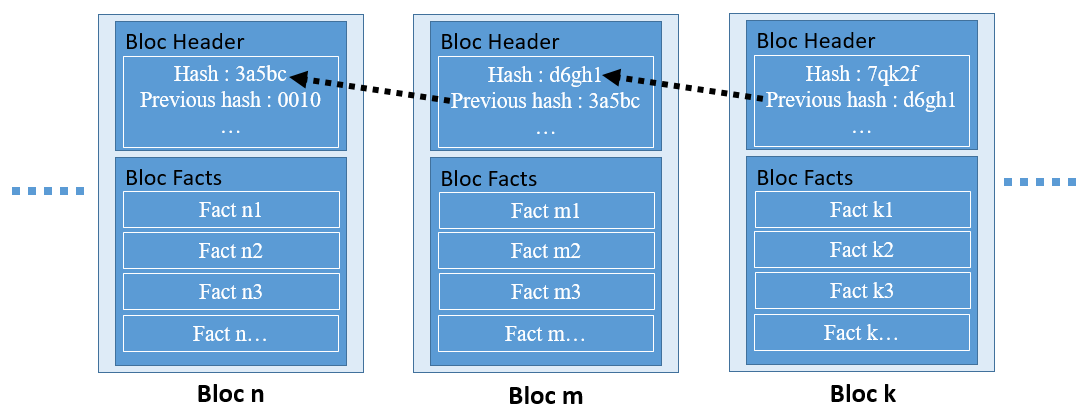 Bloc Header
Hash : 3a5bc
Previous hash : 0010
…
Bloc Facts
Fact n1
Fact n2
Fact n3
Fact n…
Bloc n
Bloc Header
Hash : d6gh1
Previous hash : 3a5bc
…
Bloc Facts
Fact m1
Fact m2
Fact m3
Fact m…
Bloc m
Bloc Header
Hash : 7qk2f
Previous hash : d6gh1
…
Bloc Facts
Fact k1
Fact k2
Fact k3
Fact k…
Bloc k